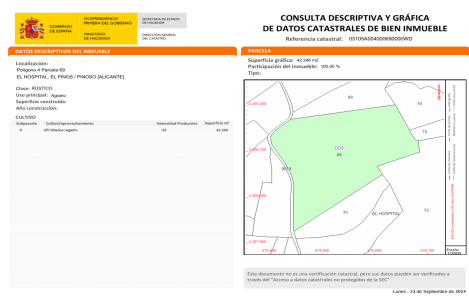 GOBIERNO
DE ESPAÑA
VICEPRESIDENCIA
PRIMERA DEL GOBIERNO
MINISTERIO
DE HACIENDA
SECRETARÍA DE ESTADO
DE HACIENDA
DIRECCIÓN GENERAL
DEL CATASTRO
CONSULTA DESCRIPTIVA Y GRÁFICA
DE DATOS CATASTRALES DE BIEN INMUEBLE
Referencia catastral: 03105A004000690000WD
DATOS DESCRIPTIVOS DEL INMUEBLE
Localización:
Polígono 4 Parcela 69
EL HOSPITAL. EL PINOS / PINOSO [ALICANTE]
Clase: RÚSTICO
Uso principal: Agrario
Superficie construida:
Año construcción:
CULTIVO
Subparcela Cultivo/aprovechamiento Intensidad Productiva Superficie m²
0 VR Viñedos regadío 03 42.246
PARCELA
Superficie gráfica: 42.246 m2
Participación del inmueble: 100,00 %
Tipo:
68
74
73
004
69
70
EL HOSPITAL
72
Escala:
Este documento no es una certificación catastral, pero sus datos pueden ser verificados a
través del "Acceso a datos catastrales no protegidos de la SEC"
Lunes , 23 de Septiembre de 2024